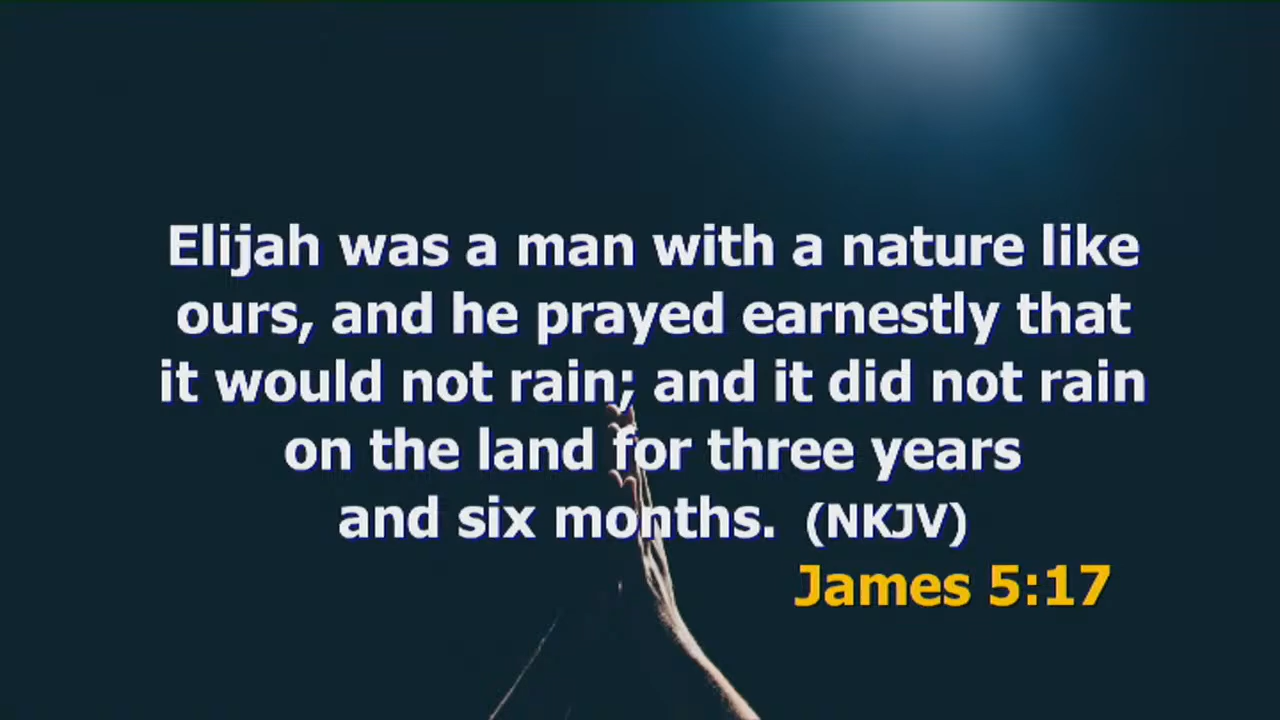 Elijah was a man with a nature like
ours, and he prayed earnestly that
it would not rain; and it did not rain
on the land for three years
and six months. (NKJV)
James 5:17